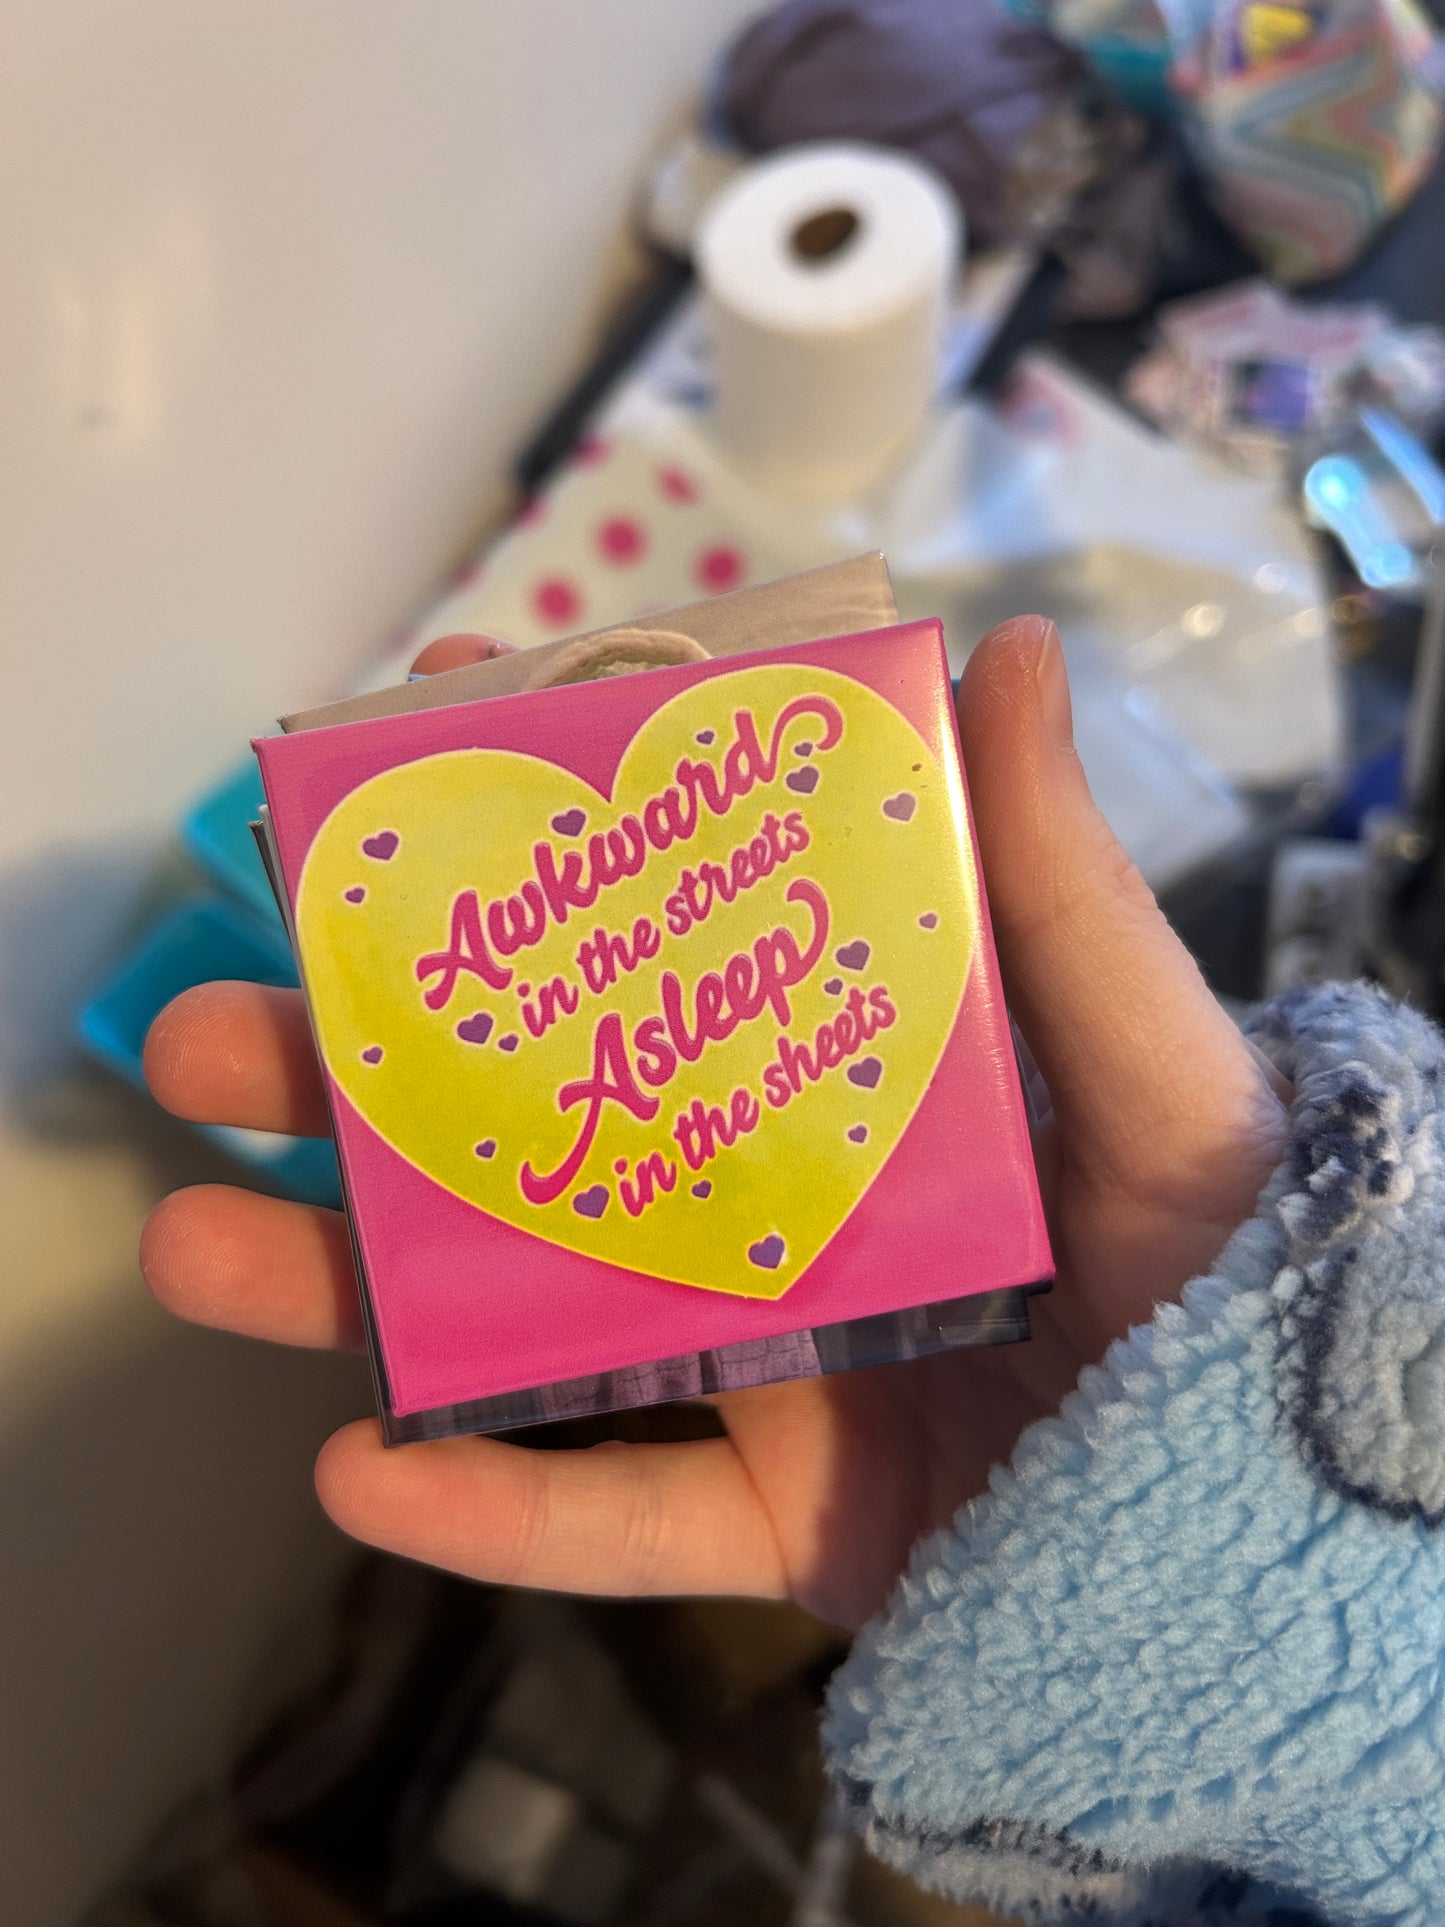 Awkward
in the streets
Asleep
in the sheets